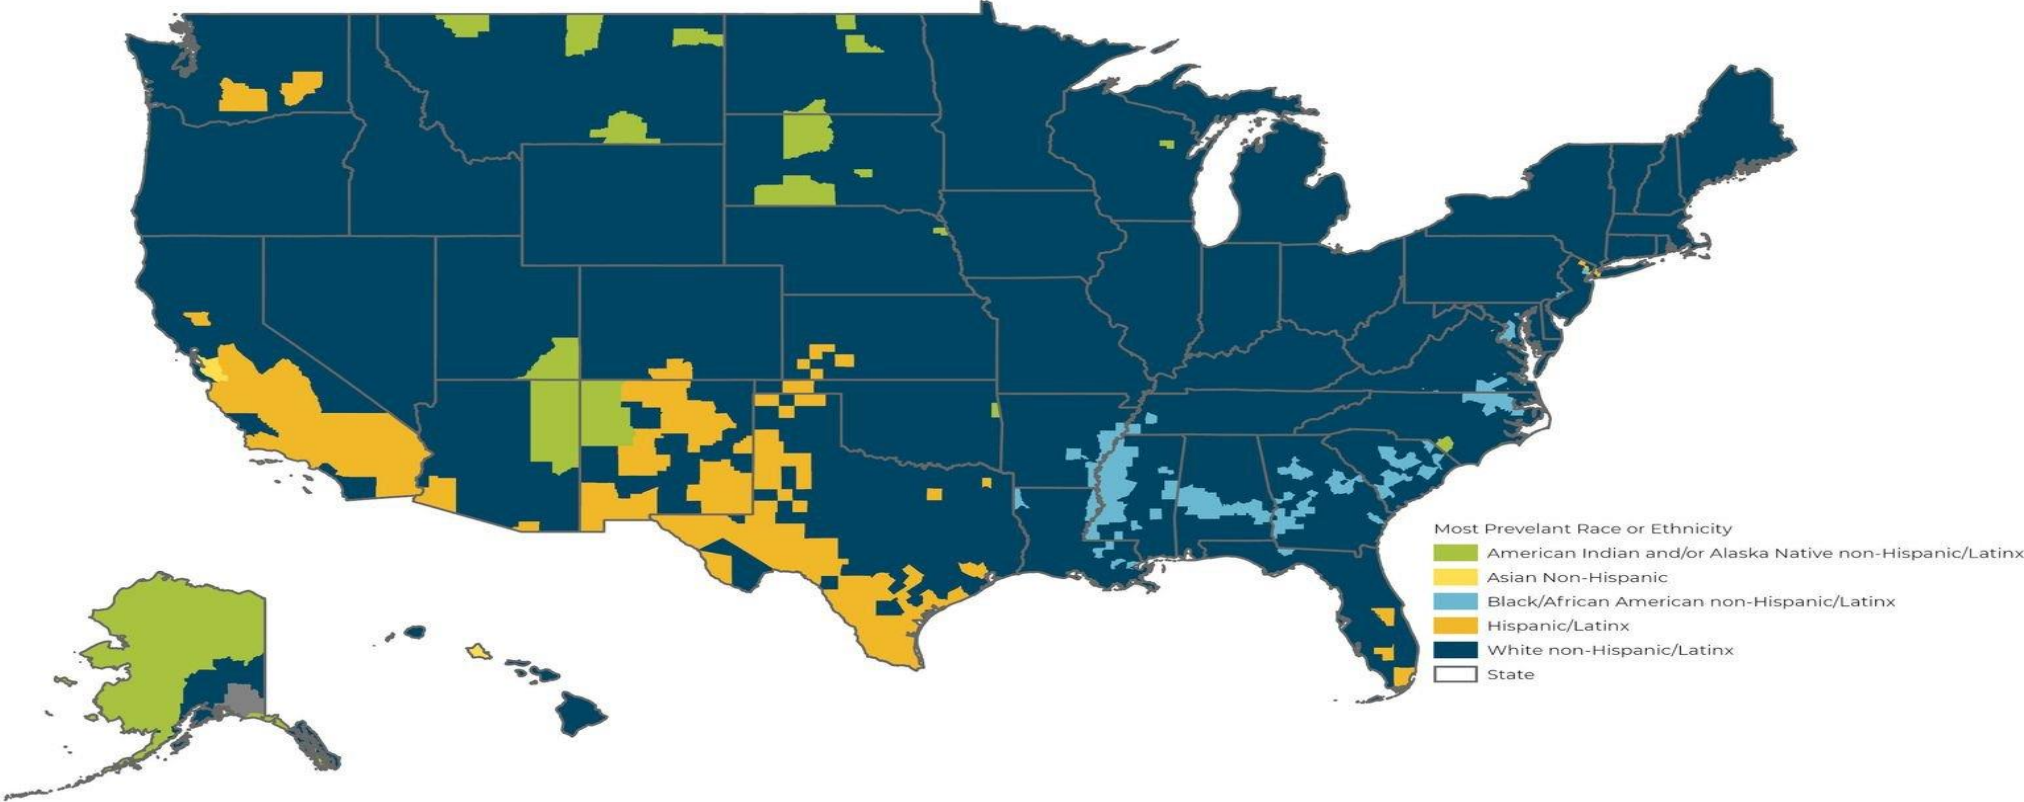 Most Prevelant Race or Ethnicity
American Indian and/or Alaska Native non-Hispanic/Latinx
Asian Non-Hispanic
Black/African American non-Hispanic/Latinx
Hispanic/Latinx
White non-Hispanic/Latinx
State